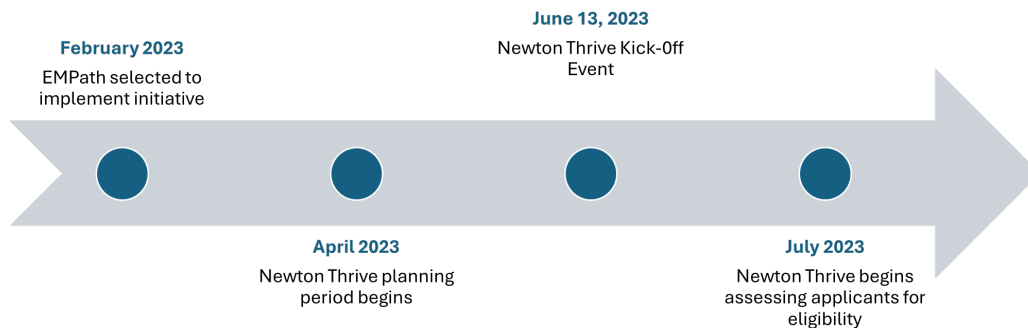 February 2023
EMPath selected to
implement initiative
April 2023
Newton Thrive planning
period begins
June 13, 2023
Newton Thrive Kick-0ff
Event
July 2023
Newton Thrive begins
assessing applicants for
eligibility